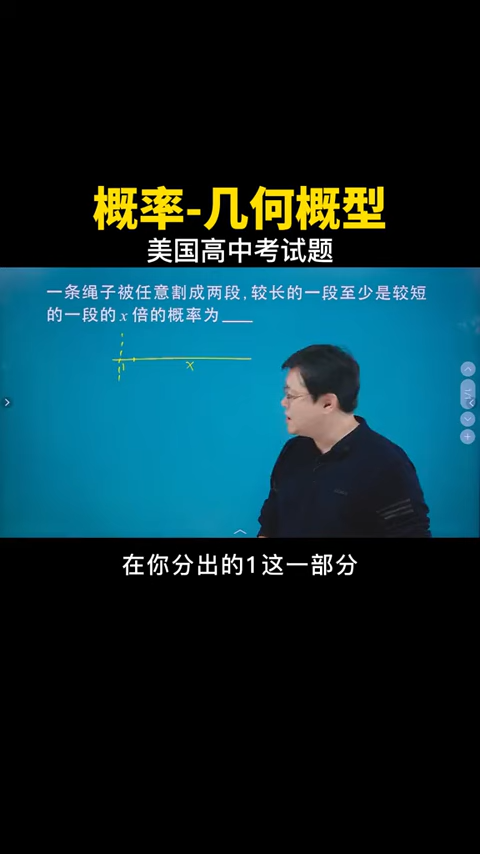 概率-几何概型
美国高中考试题
一条绳子被任意割成两段,较长的一段至少是较短
的一段的x倍的概率为____
1
x
在你分出的1这一部分